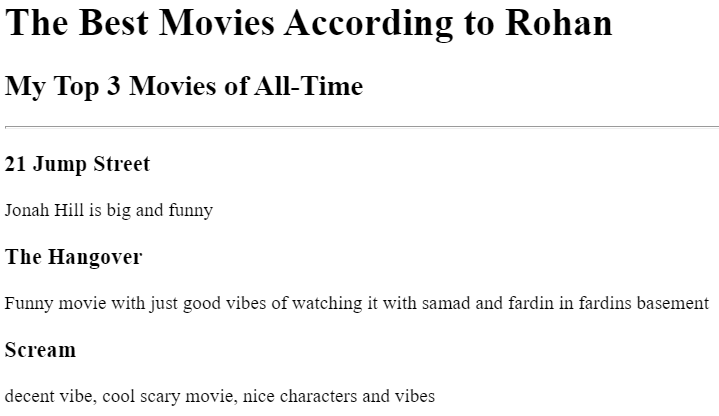 The Best Movies According to Rohan
My Top 3 Movies of All-Time
21 Jump Street
Jonah Hill is big and funny
The Hangover
Funny movie with just good vibes of watching it with samad and fardin in fardins basement
Scream
decent vibe, cool scary movie, nice characters and vibes